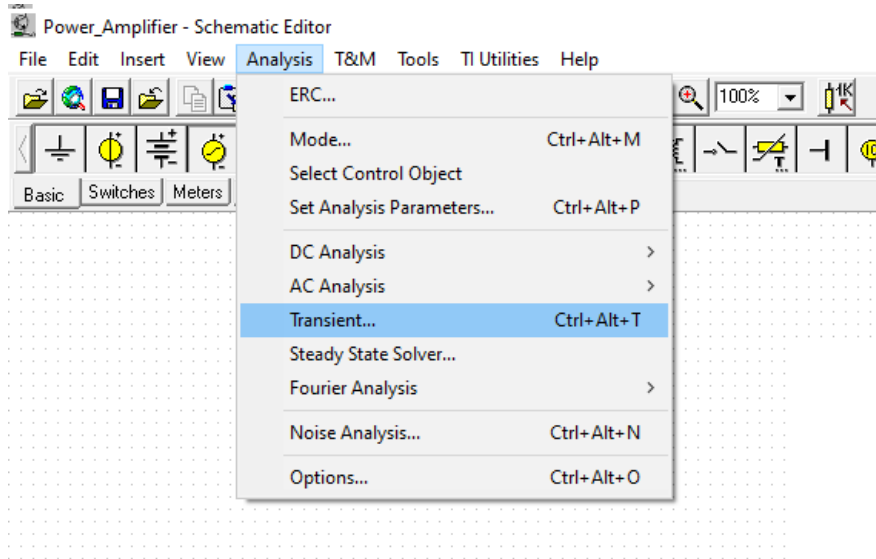 Power_Amplifier - Schematic Editor
File Edit Insert View Analysis T&M Tools TI Utilities Help
100% 1K
Basic Switches Meters
ERC...
Mode... Ctrl+Alt+M
Select Control Object
Set Analysis Parameters... Ctrl+Alt+P
DC Analysis
AC Analysis
Transient... Ctrl+Alt+T
Steady State Solver...
Fourier Analysis
Noise Analysis... Ctrl+Alt+N
Options... Ctrl+Alt+O